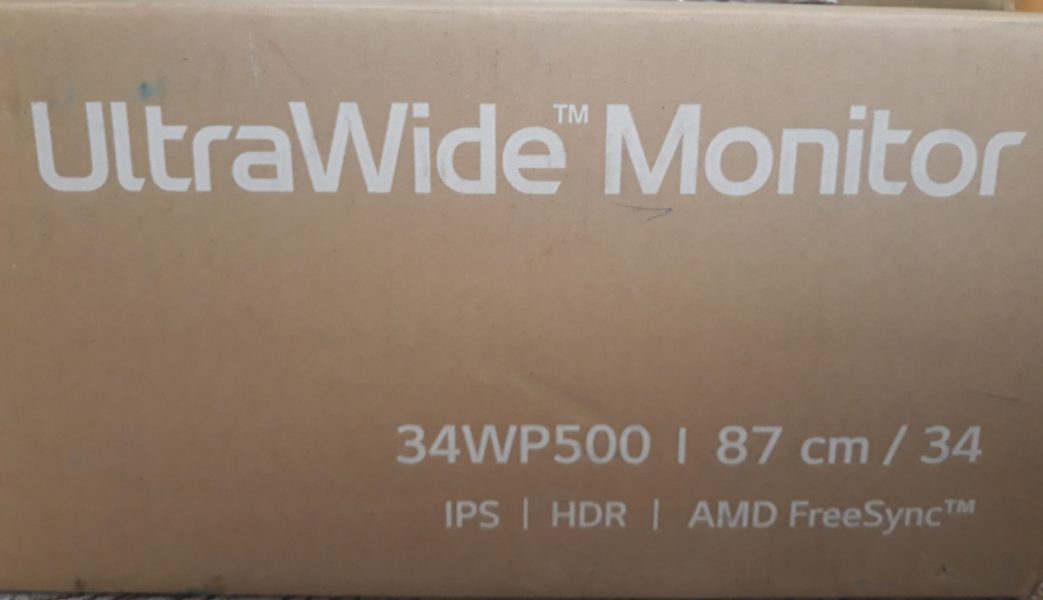 UltraWide™ Monitor
34WP500 | 87 cm / 34
IPS | HDR | AMD FreeSync™